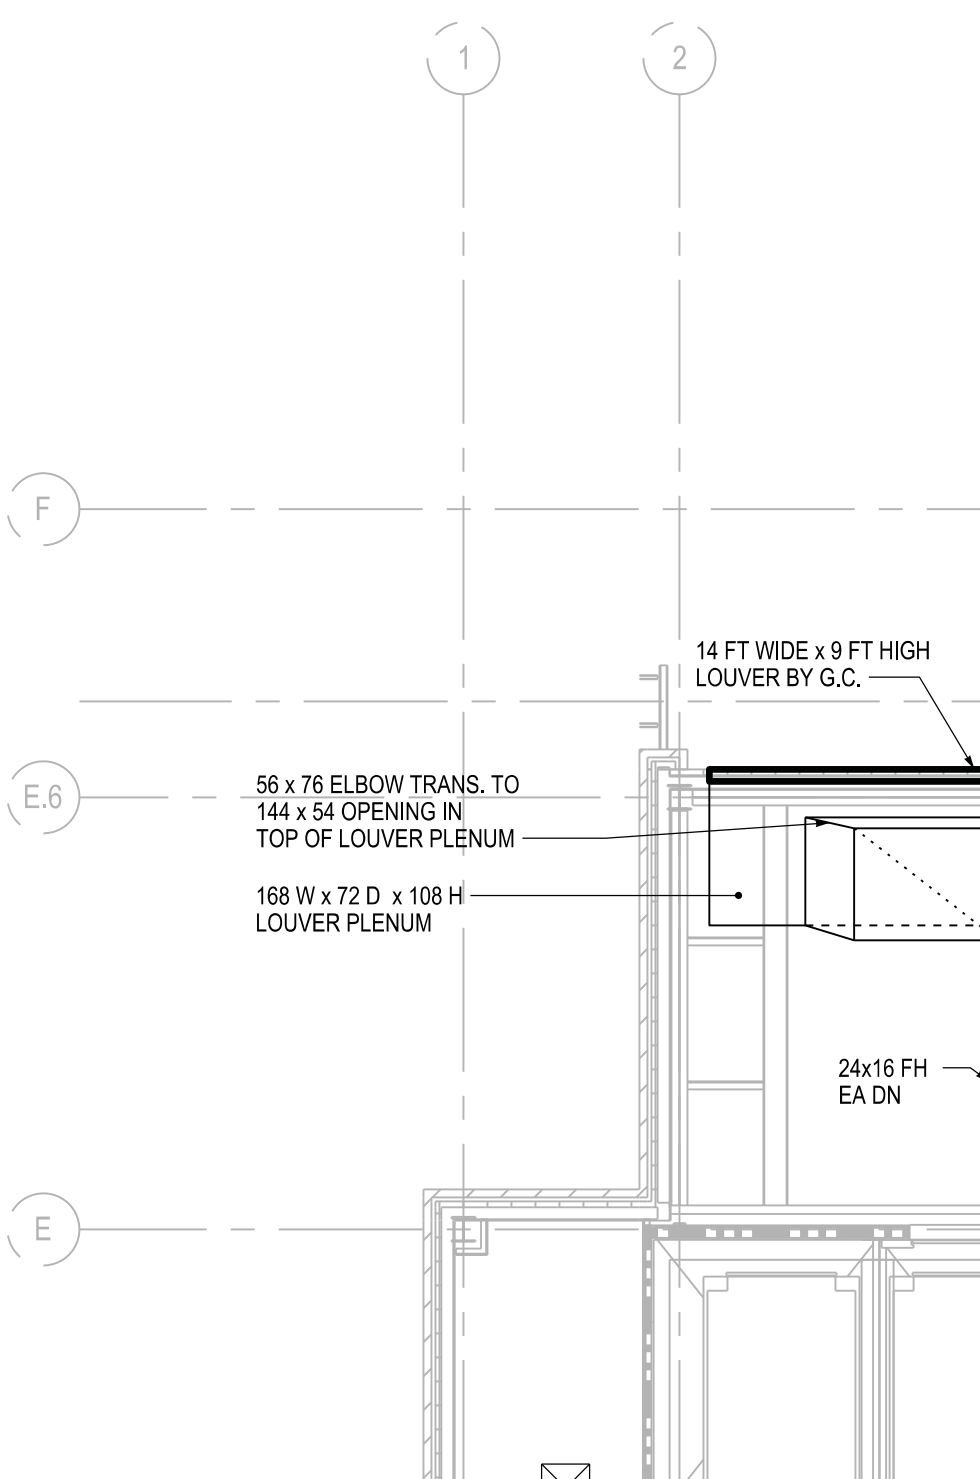 1
2
F
14 FT WIDE x 9 FT HIGH
LOUVER BY G.C.
E.6
56 x 76 ELBOW TRANS. TO
144 x 54 OPENING IN
TOP OF LOUVER PLENUM
168 W x 72 D x 108 H
LOUVER PLENUM
24x16 FH
EA DN
E